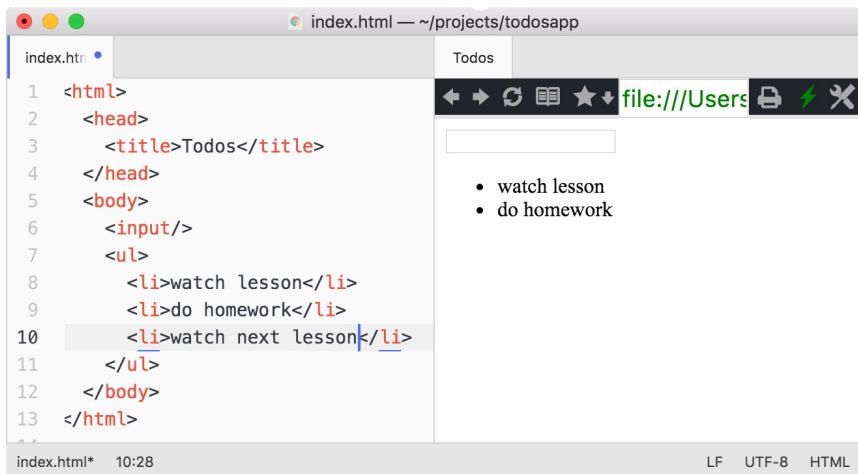 index.html — ~/projects/todosapp
index.htn
Todos
file:///Users
1 <html>
2 <head>
3 <title>Todos</title>
4 </head>
5 <body>
6 <input/>
7 <ul>
8 <li>watch lesson</li>
9 <li>do homework</li>
10 <li>watch next lesson</li>
11 </ul>
12 </body>
13 </html>
• watch lesson
• do homework
index.html* 10:28 LF UTF-8 HTML